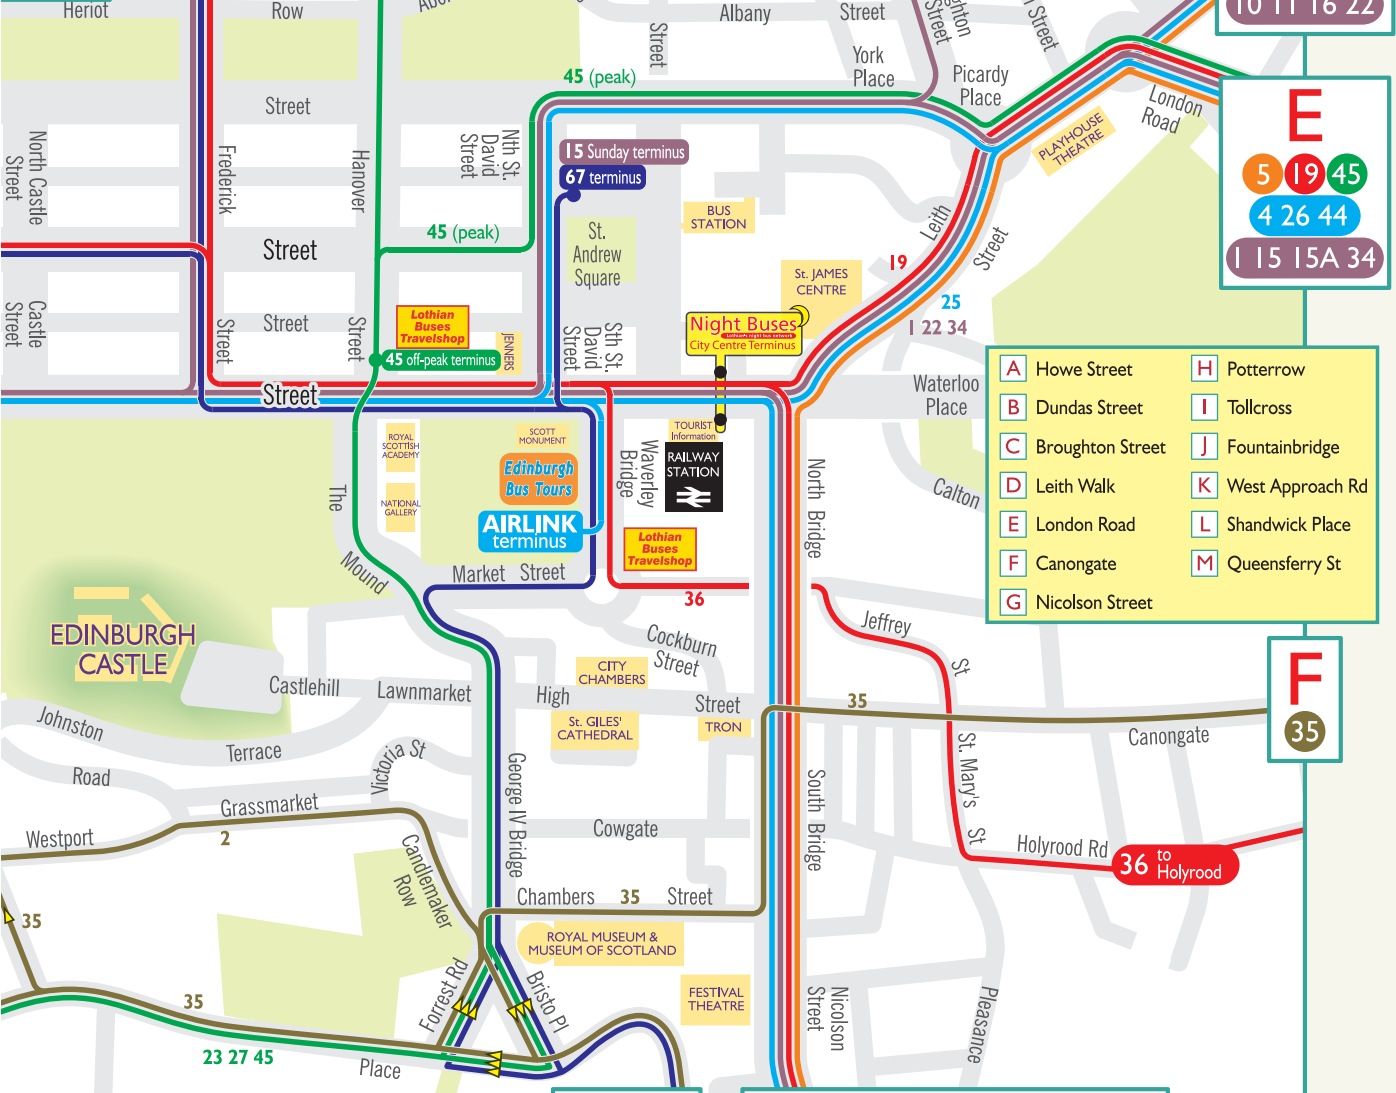 Heriot
Row
Albany
Street
Street
10 11 16 22
Street
York
Place
Picardy
Place
London
Road
PLAYHOUSE
THEATRE
45 (peak)
Street
North Castle
Street
Frederick
Hanover
Nth St.
David
Street
15 Sunday terminus
67 terminus
E
5 19 45
4 26 44
1 15 15A 34
BUS
STATION
Leith
Street
45 (peak)
Street
St.
Andrew
Square
St. JAMES
CENTRE
19
25
1 22 34
Castle
Street
Street
Street
Street
Lothian
Buses
Travelshop
JENNERS
45 off-peak terminus
Sth St.
David
Street
Night Buses
Lothian's night bus network
City Centre Terminus
Street
Waterloo
Place
A Howe Street
B Dundas Street
C Broughton Street
D Leith Walk
E London Road
F Canongate
G Nicolson Street
H Potterrow
I Tollcross
J Fountainbridge
K West Approach Rd
L Shandwick Place
M Queensferry St
ROYAL
SCOTTISH
ACADEMY
SCOTT
MONUMENT
TOURIST
Information
RAILWAY
STATION
Waverley
Bridge
North Bridge
Calton
The
Mound
NATIONAL
GALLERY
Edinburgh
Bus Tours
AIRLINK
terminus
Lothian
Buses
Travelshop
Market Street
36
Jeffrey
St
EDINBURGH
CASTLE
Cockburn
Street
CITY
CHAMBERS
Castlehill
Lawnmarket
High
Street
35
F
35
Canongate
Johnston
Terrace
St. GILES'
CATHEDRAL
TRON
St. Mary's
St
Road
Victoria St
George IV Bridge
South Bridge
Grassmarket
2
Westport
Cowgate
Candlemaker
Row
Holyrood Rd
36 to
Holyrood
Chambers 35 Street
35
ROYAL MUSEUM &
MUSEUM OF SCOTLAND
Forrest Rd
Bristo Pl
FESTIVAL
THEATRE
Nicolson
Street
Pleasance
35
23 27 45
Place